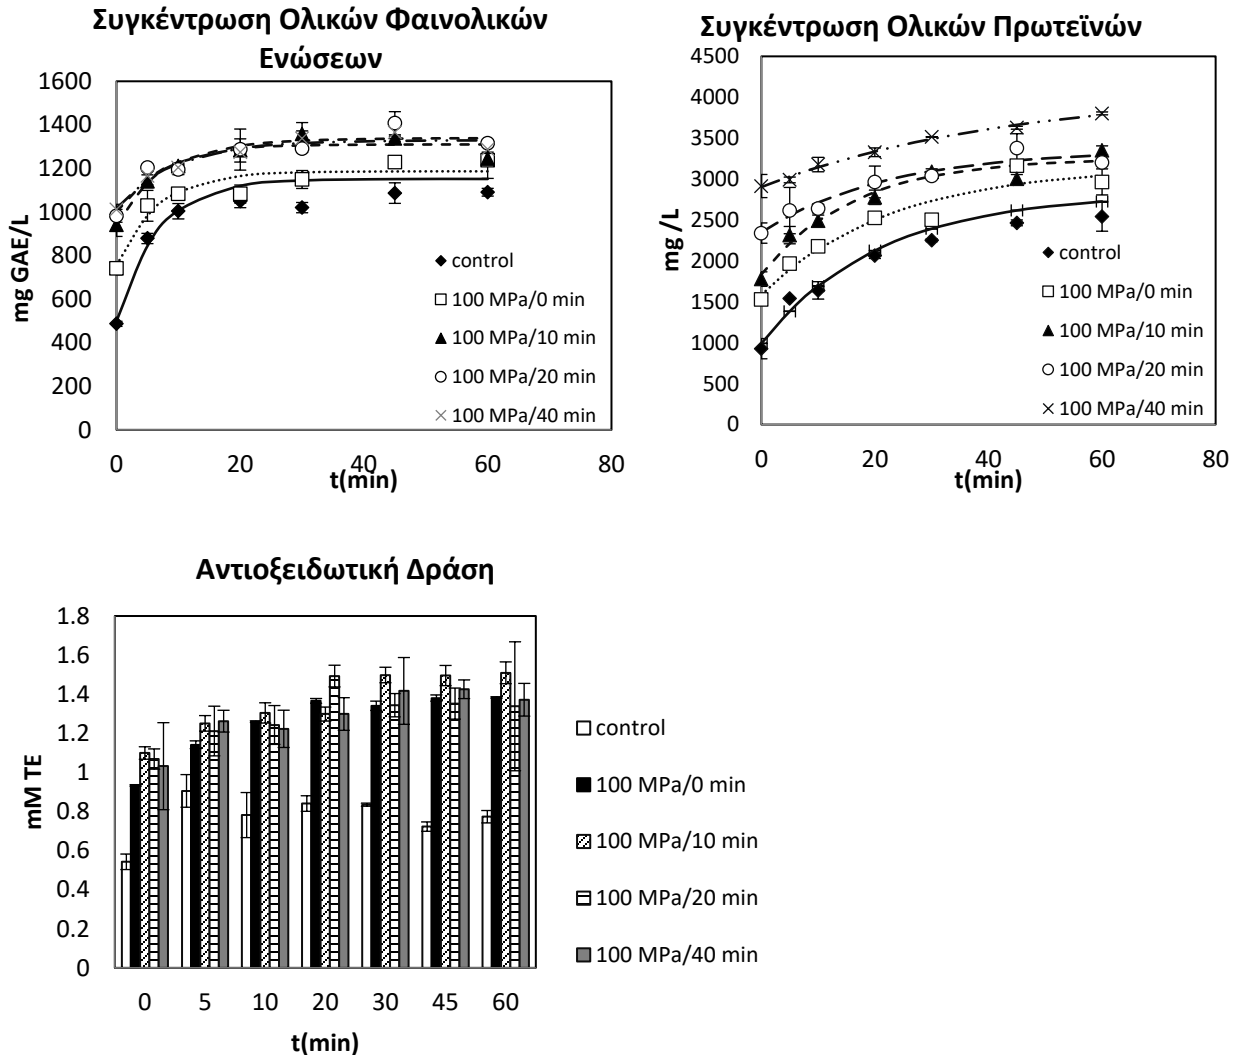 Συγκέντρωση Ολικών Φαινολικών
Ενώσεων
1600
1400
1200
1000
800
600
400
200
0
mg GAE/L
0
20
40
60
80
t(min)
control
100 MPa/0 min
100 MPa/10 min
100 MPa/20 min
100 MPa/40 min
Συγκέντρωση Ολικών Πρωτεϊνών
4500
4000
3500
3000
2500
2000
1500
1000
500
0
mg /L
0
20
40
60
80
t(min)
control
100 MPa/0 min
100 MPa/10 min
100 MPa/20 min
100 MPa/40 min
Αντιοξειδωτική Δράση
1.8
1.6
1.4
1.2
1
0.8
0.6
0.4
0.2
0
mM TE
0
5
10
20
30
45
60
t(min)
control
100 MPa/0 min
100 MPa/10 min
100 MPa/20 min
100 MPa/40 min